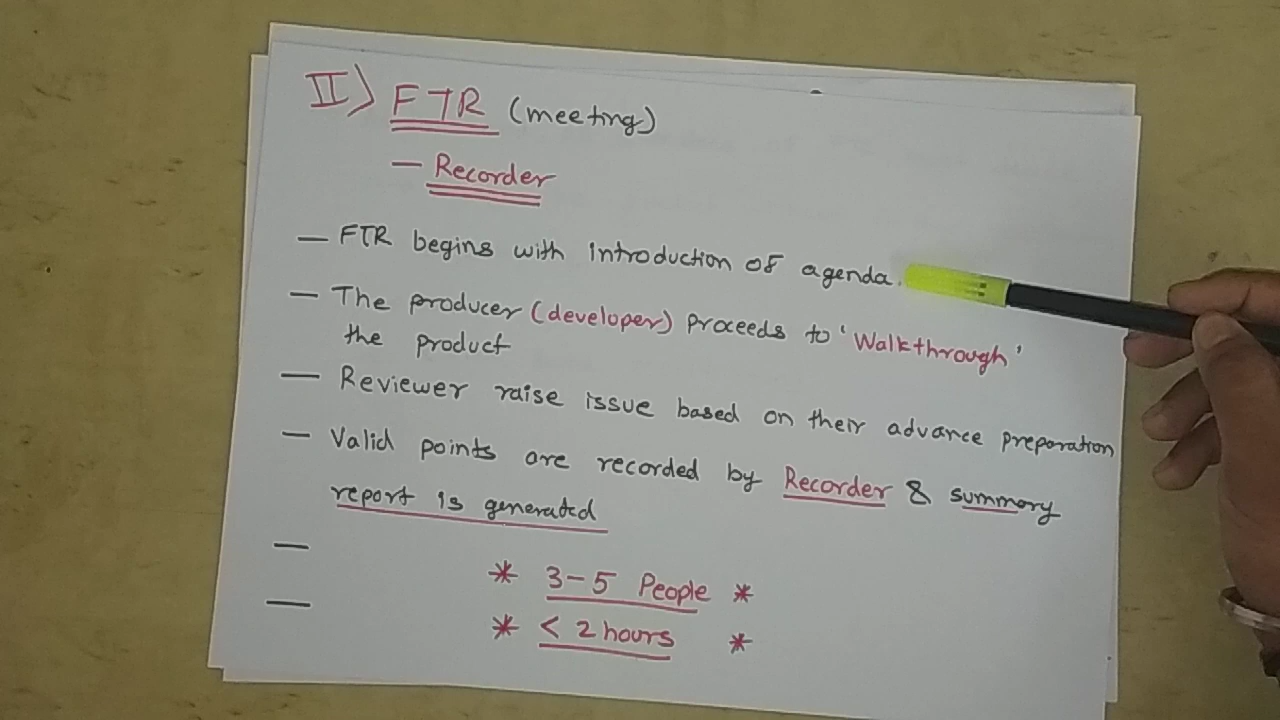 II) FTR (meeting)
— Recorder
— FTR begins with introduction of agenda.
— The producer (developer) proceeds to 'Walkthrough'
the product
— Reviewer raise issue based on their advance preparation
— Valid points are recorded by Recorder & summary
report is generated
—
* 3-5 People *
—
* < 2 hours *